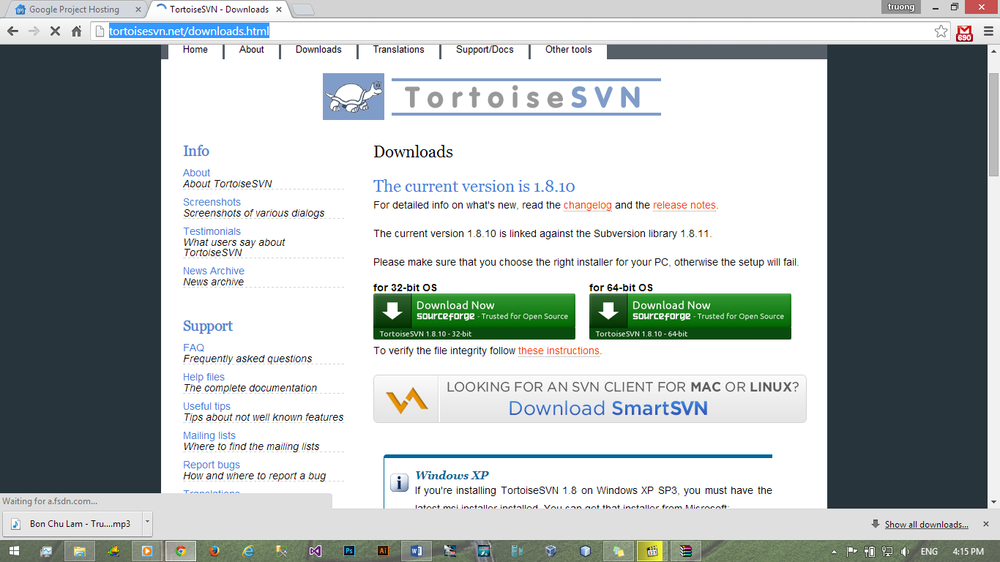 Google Project Hosting
TortoiseSVN - Downloads
truong
tortoisesvn.net/downloads.html
690
Home
About
Downloads
Translations
Support/Docs
Other tools
TortoiseSVN
Info
About
About TortoiseSVN
Screenshots
Screenshots of various dialogs
Testimonials
What users say about
TortoiseSVN
News Archive
News archive
Support
FAQ
Frequently asked questions
Help files
The complete documentation
Useful tips
Tips about not well known features
Mailing lists
Where to find the mailing lists
Report bugs
How and where to report a bug
Translations
Downloads
The current version is 1.8.10
For detailed info on what's new, read the changelog and the release notes.
The current version 1.8.10 is linked against the Subversion library 1.8.11.
Please make sure that you choose the right installer for your PC, otherwise the setup will fail.
for 32-bit OS
Download Now
sourceforge - Trusted for Open Source
TortoiseSVN 1.8.10 - 32-bit
for 64-bit OS
Download Now
sourceforge - Trusted for Open Source
TortoiseSVN 1.8.10 - 64-bit
To verify the file integrity follow these instructions.
LOOKING FOR AN SVN CLIENT FOR MAC OR LINUX?
Download SmartSVN
Windows XP
If you're installing TortoiseSVN 1.8 on Windows XP SP3, you must have the
latest msi installer installed. You can get that installer from Microsoft:
Waiting for a.fsdn.com...
Bon Chu Lam - Tru....mp3
Show all downloads...
Ps
Ai
321
ENG
4:15 PM